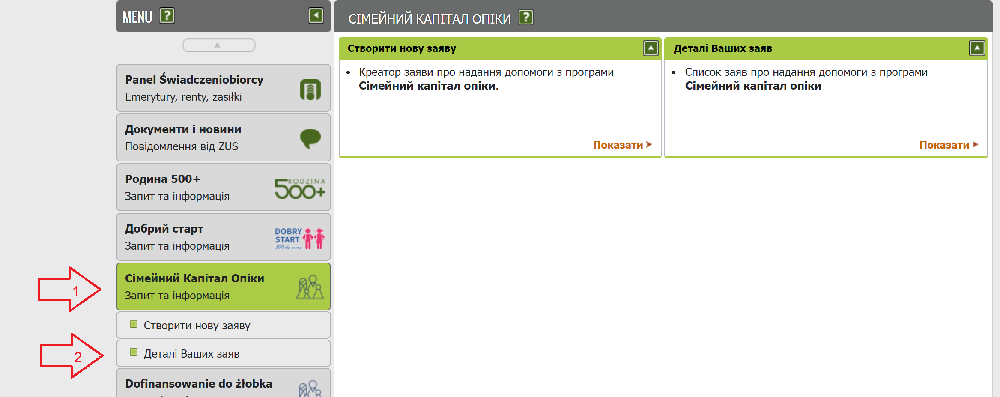 MENU
Panel Świadczeniobiorcy
Emerytury, renty, zasiłki
Документи і новини
Повідомлення від ZUS
Родина 500+
Запит та інформація
RODZINA
500+
Добрий старт
Запит та інформація
DOBRY
START
1
Сімейний Капітал Опіки
Запит та інформація
Створити нову заяву
2
Деталі Ваших заяв
Dofinansowanie do żłobka
СІМЕЙНИЙ КАПІТАЛ ОПІКИ
Створити нову заяву
• Креатор заяви про надання допомоги з програми
Сімейний капітал опіки.
Показати
Деталі Ваших заяв
• Список заяв про надання допомоги з програми
Сімейний капітал опіки
Показати